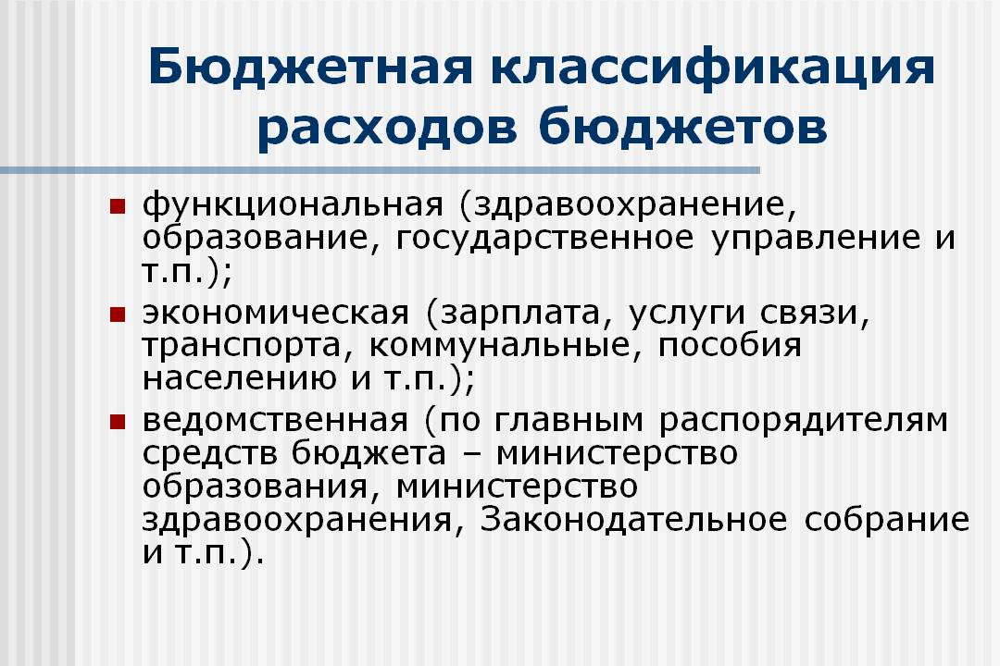 Бюджетная классификация
расходов бюджетов
функциональная (здравоохранение,
образование, государственное управление и
т.п.);
экономическая (зарплата, услуги связи,
транспорта, коммунальные, пособия
населению и т.п.);
ведомственная (по главным распорядителям
средств бюджета – министерство
образования, министерство
здравоохранения, Законодательное собрание
и т.п.).